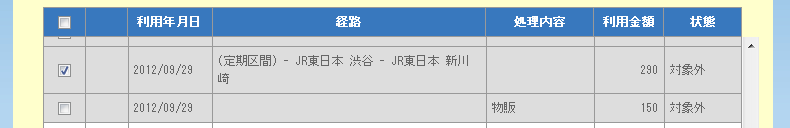 利用年月日 経路 処理内容 利用金額 状態
2012/09/29 (定期区間) - JR東日本 渋谷 - JR東日本 新川崎 290 対象外
2012/09/29 物販 150 対象外